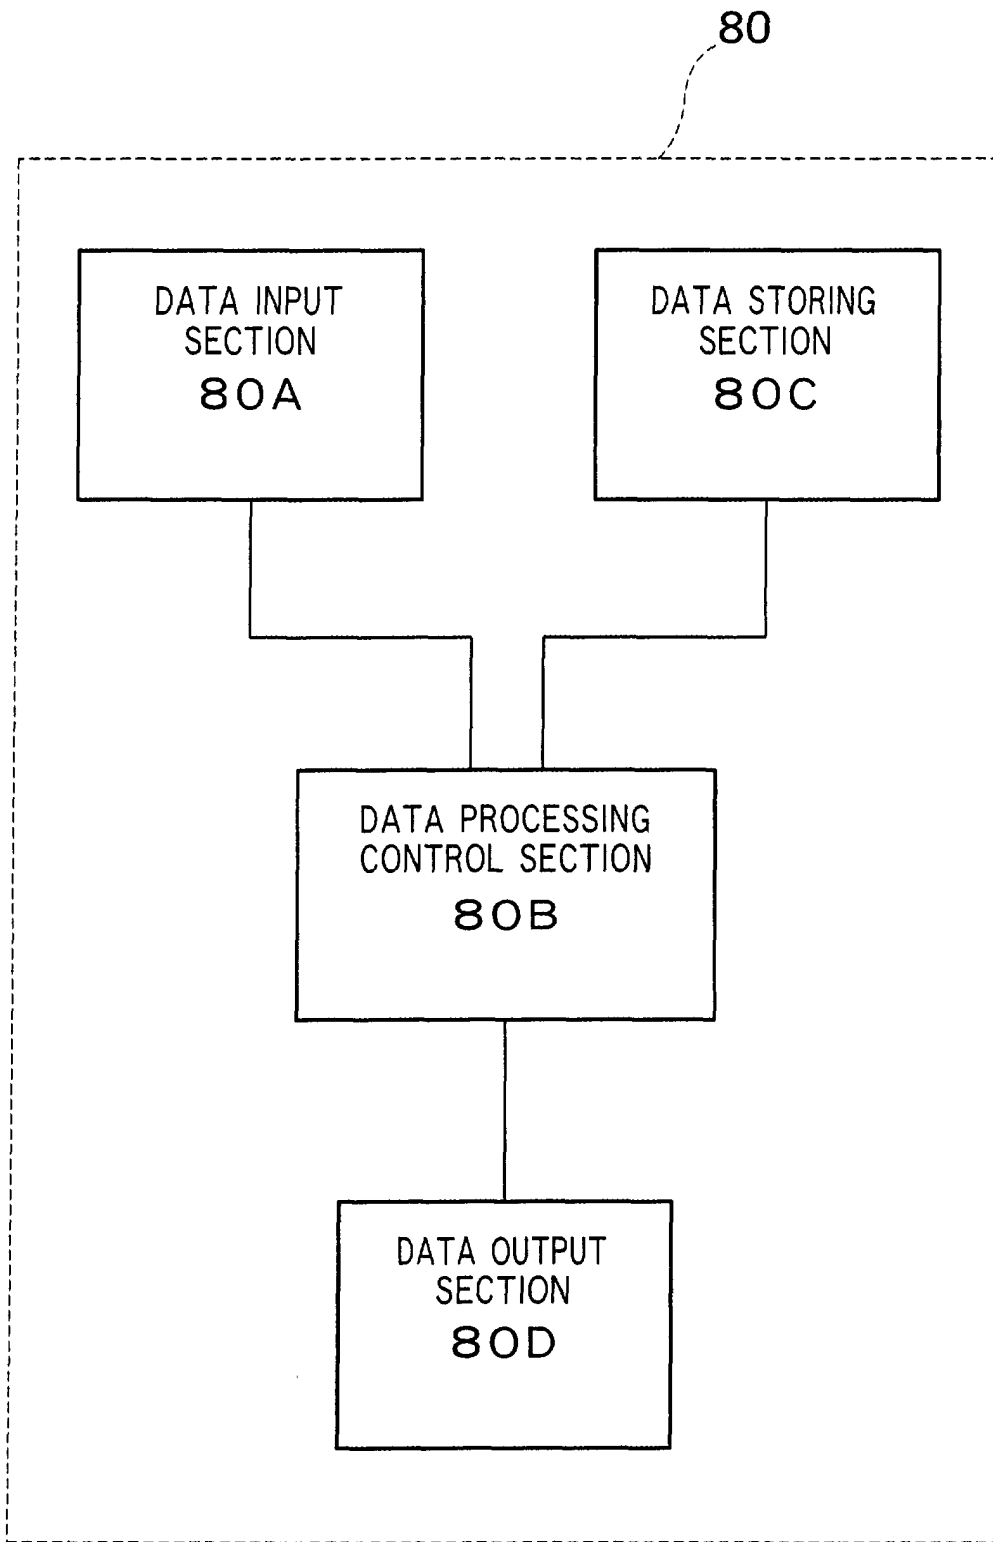 80
DATA INPUT
SECTION
80A
DATA STORING
SECTION
80C
DATA PROCESSING
CONTROL SECTION
80B
DATA OUTPUT
SECTION
80D